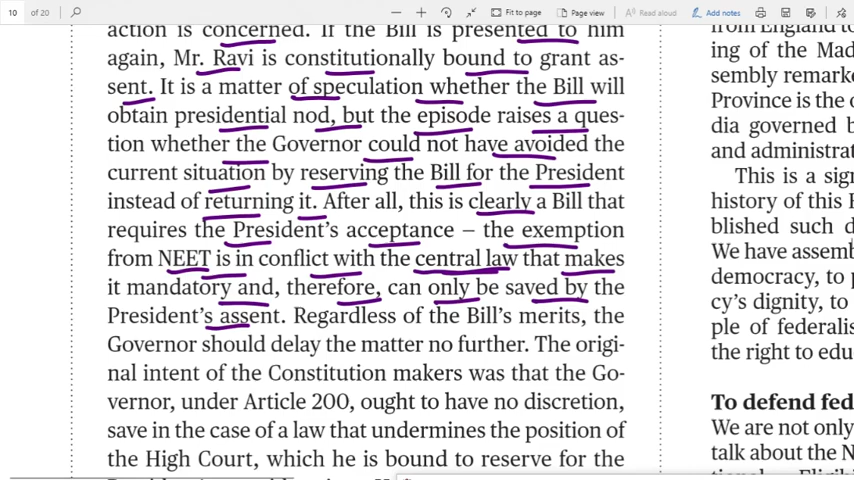 10 of 20
Fit to page
Page view
Read aloud
Add notes
action is concerned. If the Bill is presented to him
again, Mr. Ravi is constitutionally bound to grant as-
sent. It is a matter of speculation whether the Bill will
obtain presidential nod, but the episode raises a ques-
tion whether the Governor could not have avoided the
current situation by reserving the Bill for the President
instead of returning it. After all, this is clearly a Bill that
requires the President's acceptance – the exemption
from NEET is in conflict with the central law that makes
it mandatory and, therefore, can only be saved by the
President's assent. Regardless of the Bill's merits, the
Governor should delay the matter no further. The origi-
nal intent of the Constitution makers was that the Go-
vernor, under Article 200, ought to have no discretion,
save in the case of a law that undermines the position of
the High Court, which he is bound to reserve for the
from England to
ing of the Mad
sembly remark
Province is the o
dia governed b
and administrat
This is a sig
history of this
blished such d
We have assemb
democracy, to p
cy's dignity, to
ple of federalis
the right to edu
To defend fed
We are not only
talk about the N